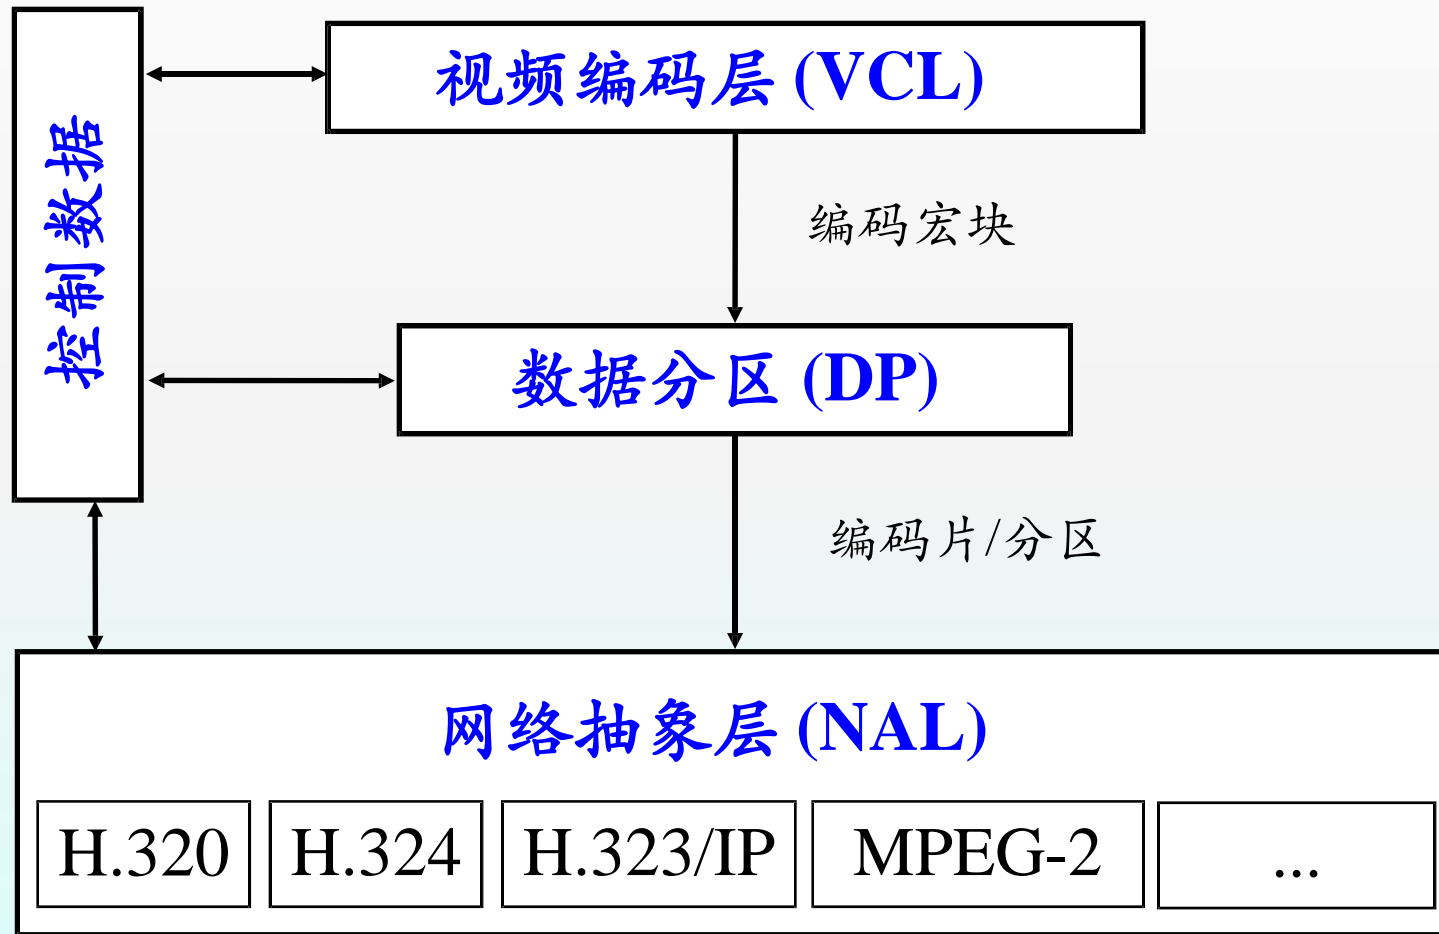 视频编码层 (VCL)
控制数据
编码宏块
数据分区 (DP)
编码片/分区
网络抽象层 (NAL)
H.320
H.324
H.323/IP
MPEG-2
...